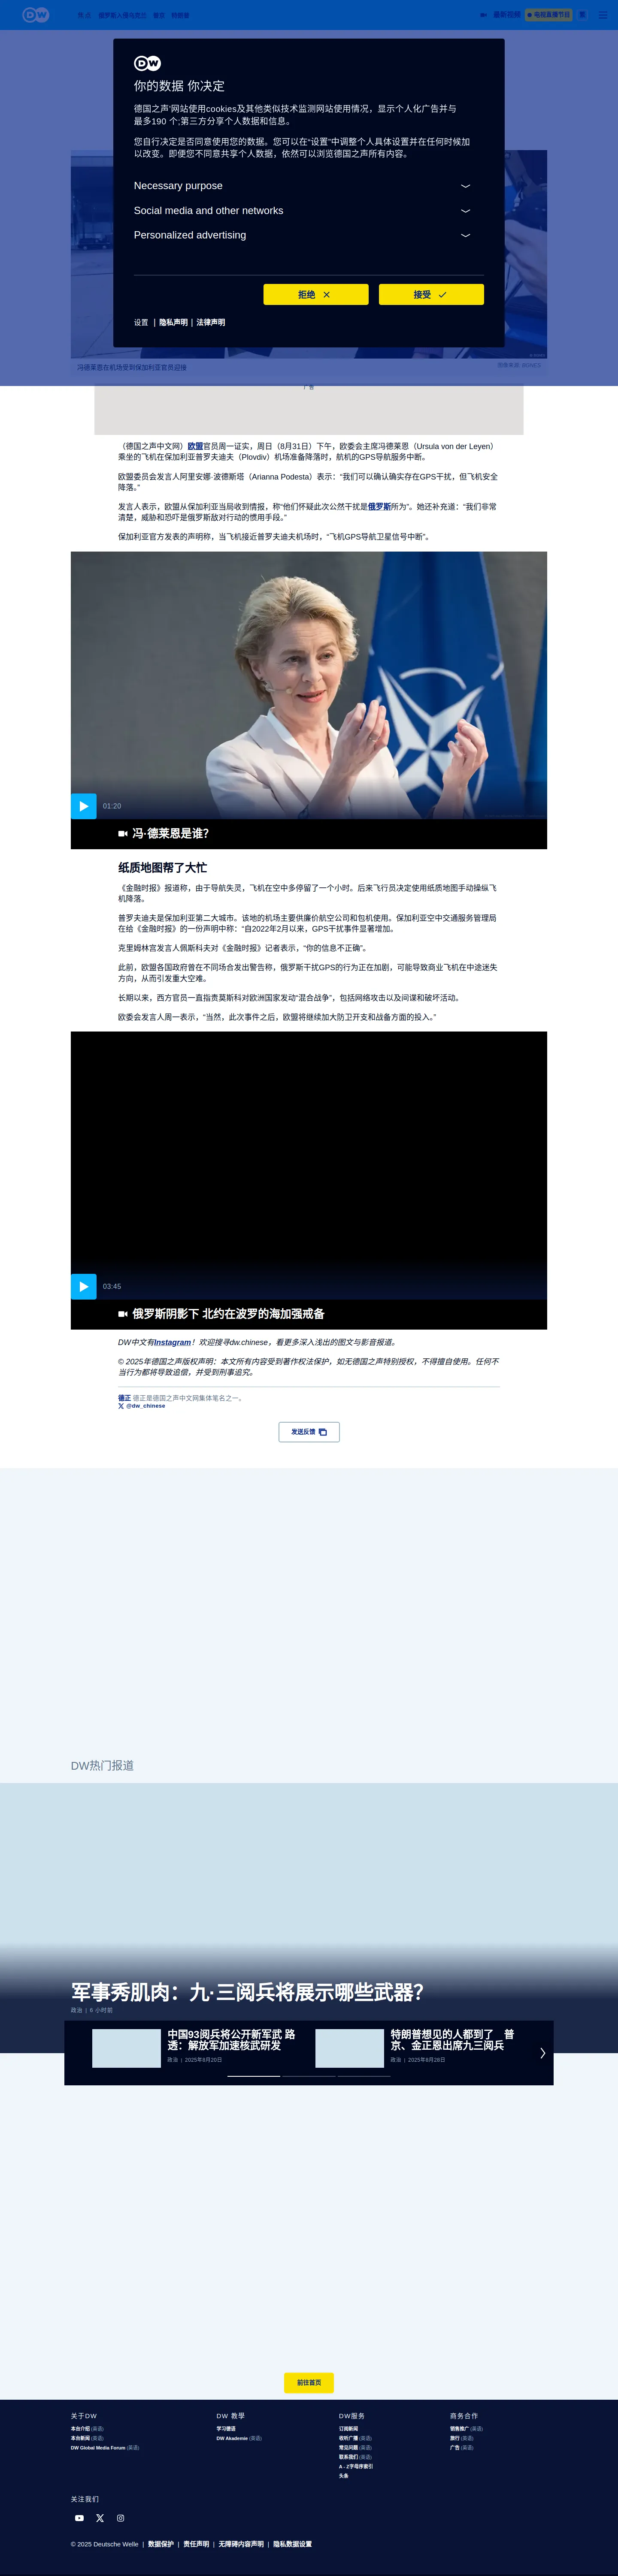 DW
焦点
俄罗斯入侵乌克兰
德京
特朗普
最新视频
电视直播节目
DW
你的数据 你决定
德国之声‘网站使用cookies及其他类似技术监测网站使用情况，显示个人化广告并与
最多190 个;第三方分享个人数据和信息。
您自行决定是否同意使用您的数据。您可以在“设置”中调整个人具体设置并在任何时候加
以改变。即便您不同意共享个人数据，依然可以浏览德国之声所有内容。
Necessary purpose
Social media and other networks
Personalized advertising
拒绝
接受
设置 | 隐私声明 | 法律声明
冯德莱恩在机场受到保加利亚官员迎接
广告
（德国之声中文网）欧盟官员周一证实，周日（8月31日）下午，欧委会主席冯德莱恩（Ursula von der Leyen）
乘坐的飞机在保加利亚普罗夫迪夫（Plovdiv）机场准备降落时，航机的GPS导航服务中断。
欧盟委员会发言人阿里安娜·波德斯塔（Arianna Podesta）表示：“我们可以确认确实存在GPS干扰，但飞机安全
降落。”
发言人表示，欧盟从保加利亚当局收到情报，称“他们怀疑此次公然干扰是俄罗斯所为”。她还补充道：“我们非常
清楚，威胁和恐吓是俄罗斯敌对行动的惯用手段。”
保加利亚官方发表的声明称，当飞机接近普罗夫迪夫机场时，“飞机GPS导航卫星信号中断”。
01:20
冯·德莱恩是谁？
纸质地图帮了大忙
《金融时报》报道称，由于导航失灵，飞机在空中多停留了一个小时。后来飞行员决定使用纸质地图手动操纵飞
机降落。
普罗夫迪夫是保加利亚第二大城市。该地的机场主要供廉价航空公司和包机使用。保加利亚空中交通服务管理局
在给《金融时报》的一份声明中称：“自2022年2月以来，GPS干扰事件显著增加。
克里姆林宫发言人佩斯科夫对《金融时报》记者表示，“你的信息不正确”。
此前，欧盟各国政府曾在不同场合发出警告称，俄罗斯干扰GPS的行为正在加剧，可能导致商业飞机在中途迷失
方向，从而引发重大空难。
长期以来，西方官员一直指责莫斯科对欧洲国家发动“混合战争”，包括网络攻击以及间谍和破坏活动。
欧委会发言人周一表示，“当然，此次事件之后，欧盟将继续加大防卫开支和战备方面的投入。”
03:45
俄罗斯阴影下 北约在波罗的海加强戒备
DW中文有Instagram！欢迎搜寻dw.chinese，看更多深入浅出的图文与影音报道。
© 2025年德国之声版权声明：本文所有内容受到著作权法保护，如无德国之声特别授权，不得擅自使用。任何不
当行为都将导致追偿，并受到刑事追究。
德正 德正是德国之声中文网集体笔名之一。
@dw_chinese
发送反馈
DW热门报道
军事秀肌肉：九·三阅兵将展示哪些武器？
政治 | 6 小时前
中国93阅兵将公开新军武 路
透：解放军加速核武研发
政治 | 2025年8月20日
特朗普想见的人都到了　普
京、金正恩出席九三阅兵
政治 | 2025年8月28日
前往首页
关于DW
本台介绍 (英语)
本台新闻 (英语)
DW Global Media Forum (英语)
DW 教學
学习德语
DW Akademie (英语)
DW服务
订阅新闻
收听广播 (英语)
常见问题 (英语)
联系我们 (英语)
A - Z字母序索引
头条
商务合作
销售推广 (英语)
旅行 (英语)
广告 (英语)
关注我们
© 2025 Deutsche Welle | 数据保护 | 责任声明 | 无障碍内容声明 | 隐私数据设置